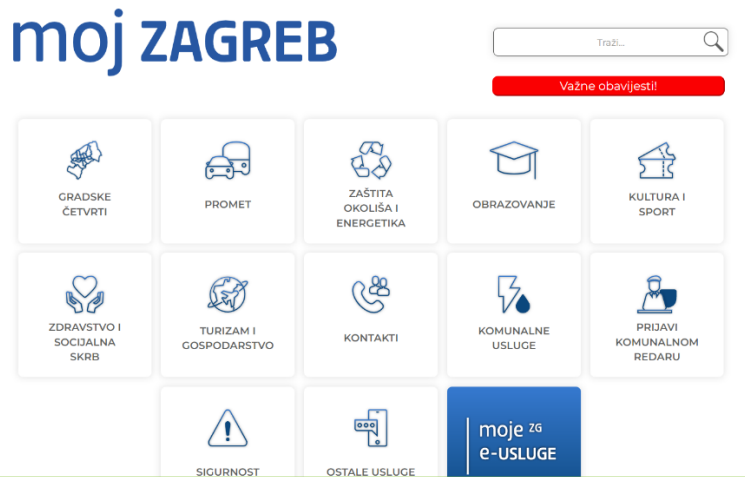 moj ZAGREB
Traži...
Važne obavijesti!
GRADSKE
ČETVRTI
PROMET
ZAŠTITA
OKOLIŠA I
ENERGETIKA
OBRAZOVANJE
KULTURA I
SPORT
ZDRAVSTVO I
SOCIJALNA
SKRB
TURIZAM I
GOSPODARSTVO
KONTAKTI
KOMUNALNE
USLUGE
PRIJAVI
KOMUNALNOM
REDARU
SIGURNOST
OSTALE USLUGE
moje ZG
e-USLUGE